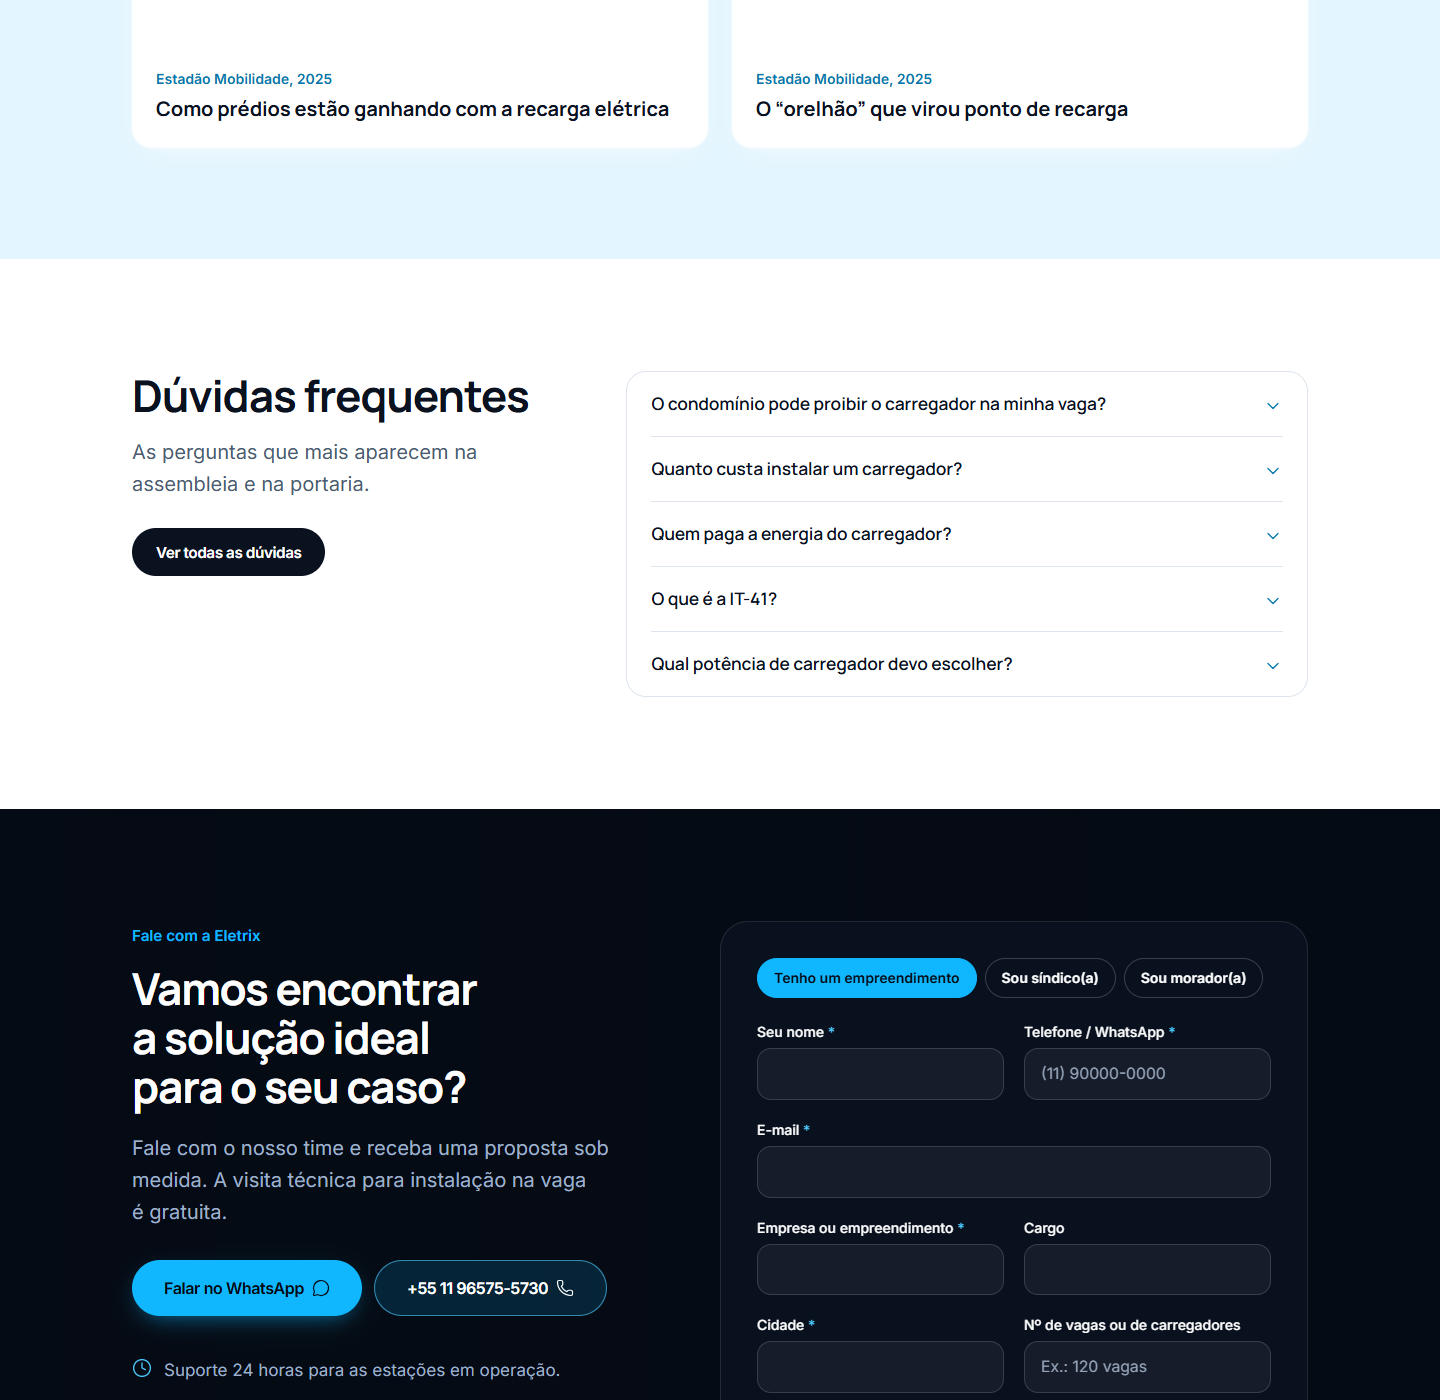 Estadão Mobilidade, 2025
Como prédios estão ganhando com a recarga elétrica
Estadão Mobilidade, 2025
O “orelhão” que virou ponto de recarga
Dúvidas frequentes
As perguntas que mais aparecem na
assembleia e na portaria.
Ver todas as dúvidas
O condomínio pode proibir o carregador na minha vaga?
Quanto custa instalar um carregador?
Quem paga a energia do carregador?
O que é a IT-41?
Qual potência de carregador devo escolher?
Fale com a Eletrix
Vamos encontrar
a solução ideal
para o seu caso?
Fale com o nosso time e receba uma proposta sob
medida. A visita técnica para instalação na vaga
é gratuita.
Falar no WhatsApp
+55 11 96575-5730
Suporte 24 horas para as estações em operação.
Tenho um empreendimento
Sou síndico(a)
Sou morador(a)
Seu nome *
Telefone / WhatsApp *
(11) 90000-0000
E-mail *
Empresa ou empreendimento *
Cargo
Cidade *
Nº de vagas ou de carregadores
Ex.: 120 vagas